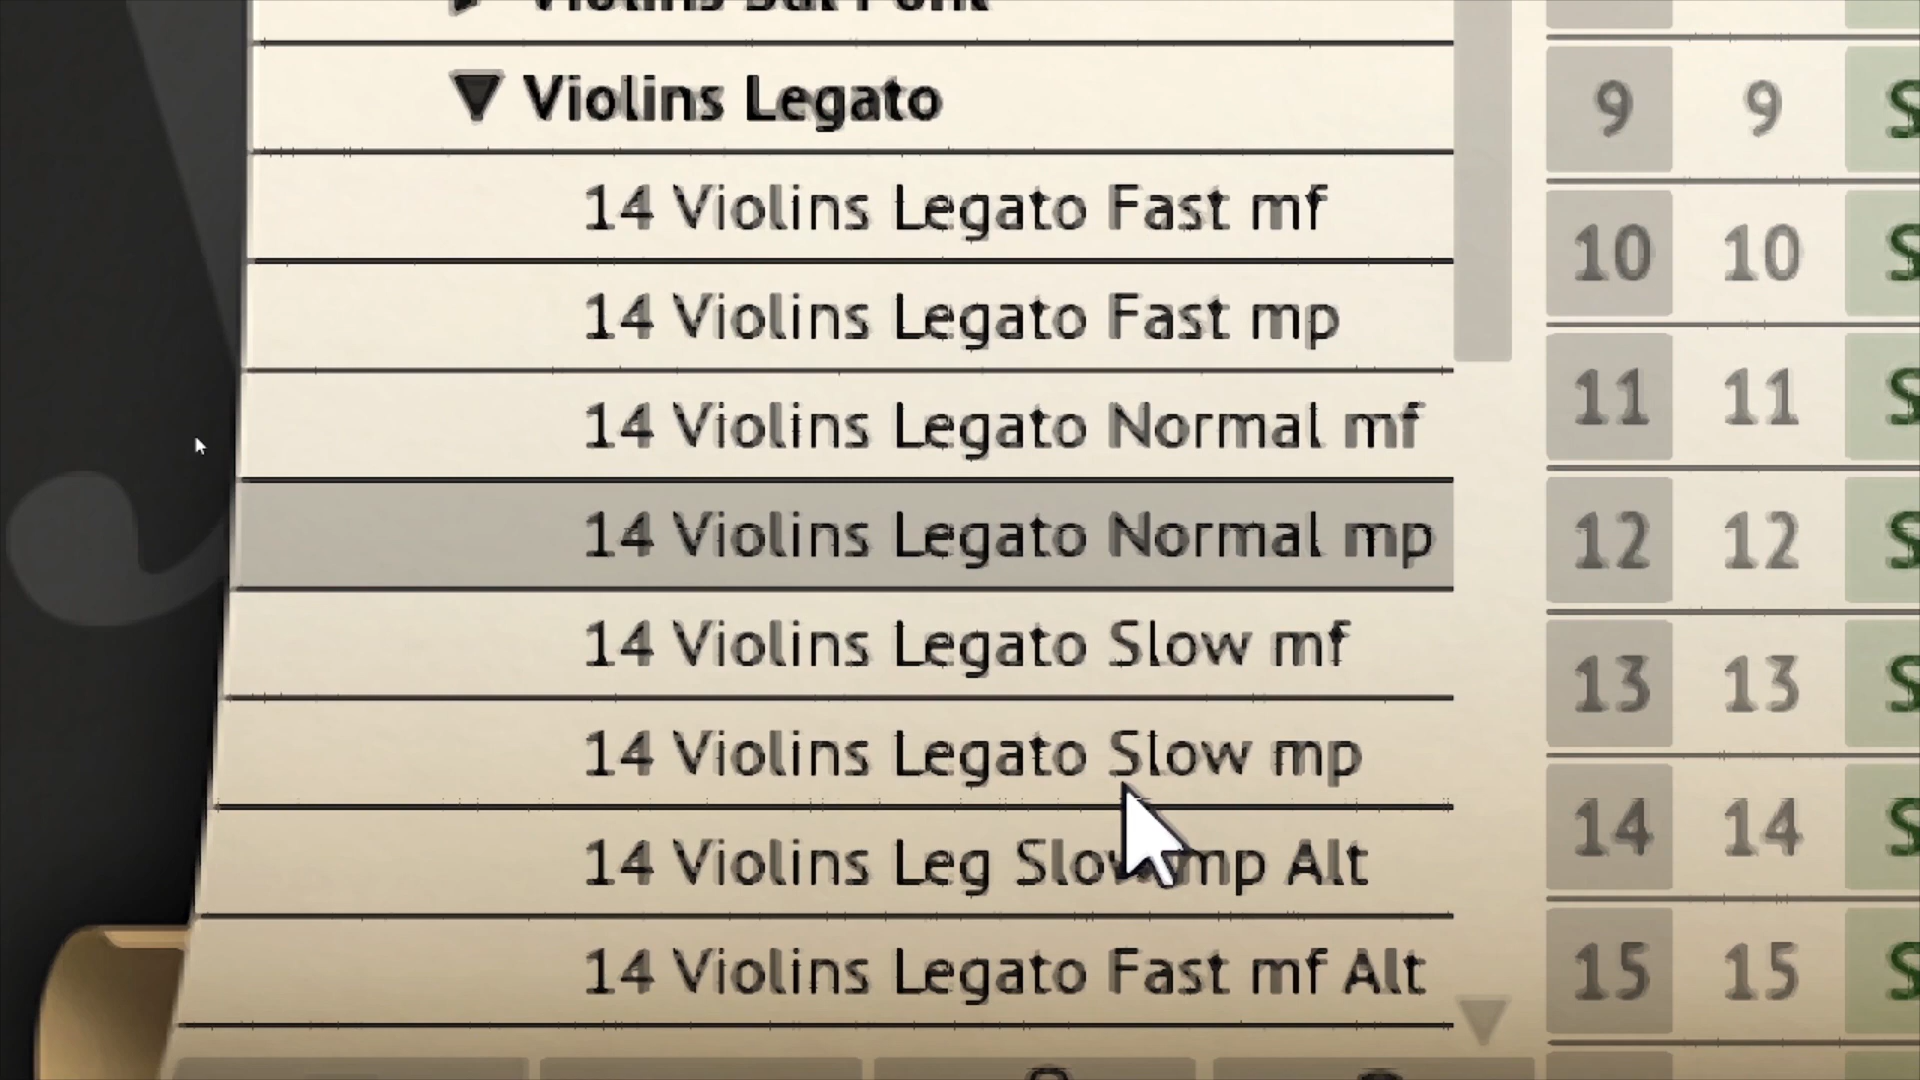 Violins Legato
14 Violins Legato Fast mf
14 Violins Legato Fast mp
14 Violins Legato Normal mf
14 Violins Legato Normal mp
14 Violins Legato Slow mf
14 Violins Legato Slow mp
14 Violins Leg Slow mp Alt
14 Violins Legato Fast mf Alt
9 9 S
10 10 S
11 11 S
12 12 S
13 13 S
14 14 S
15 15 S